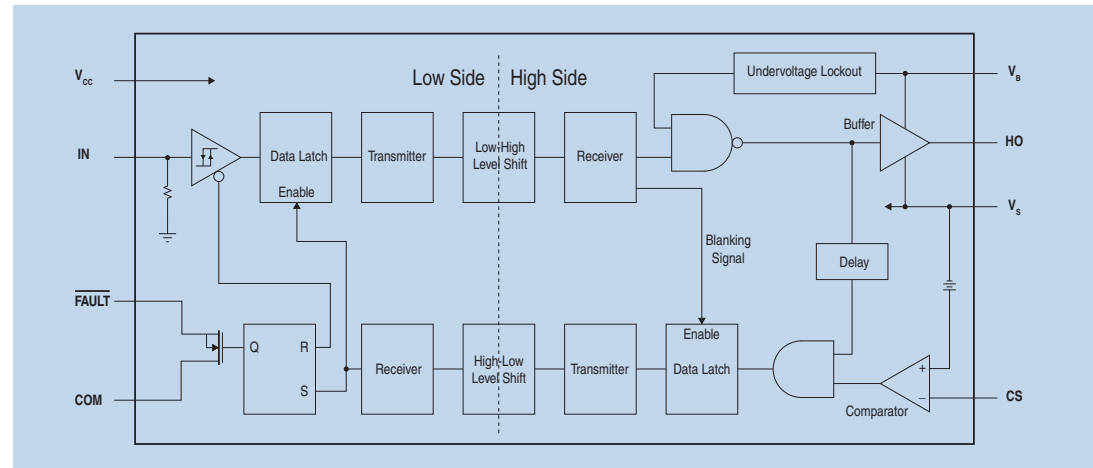 Low Side
High Side
V_CC
Undervoltage Lockout
V_B
Buffer
IN
Data Latch
Enable
Transmitter
Low-High
Level Shift
Receiver
HO
V_S
Blanking
Signal
Delay
FAULT
Q
R
S
Receiver
High-Low
Level Shift
Transmitter
Enable
Data Latch
+
–
Comparator
COM
CS